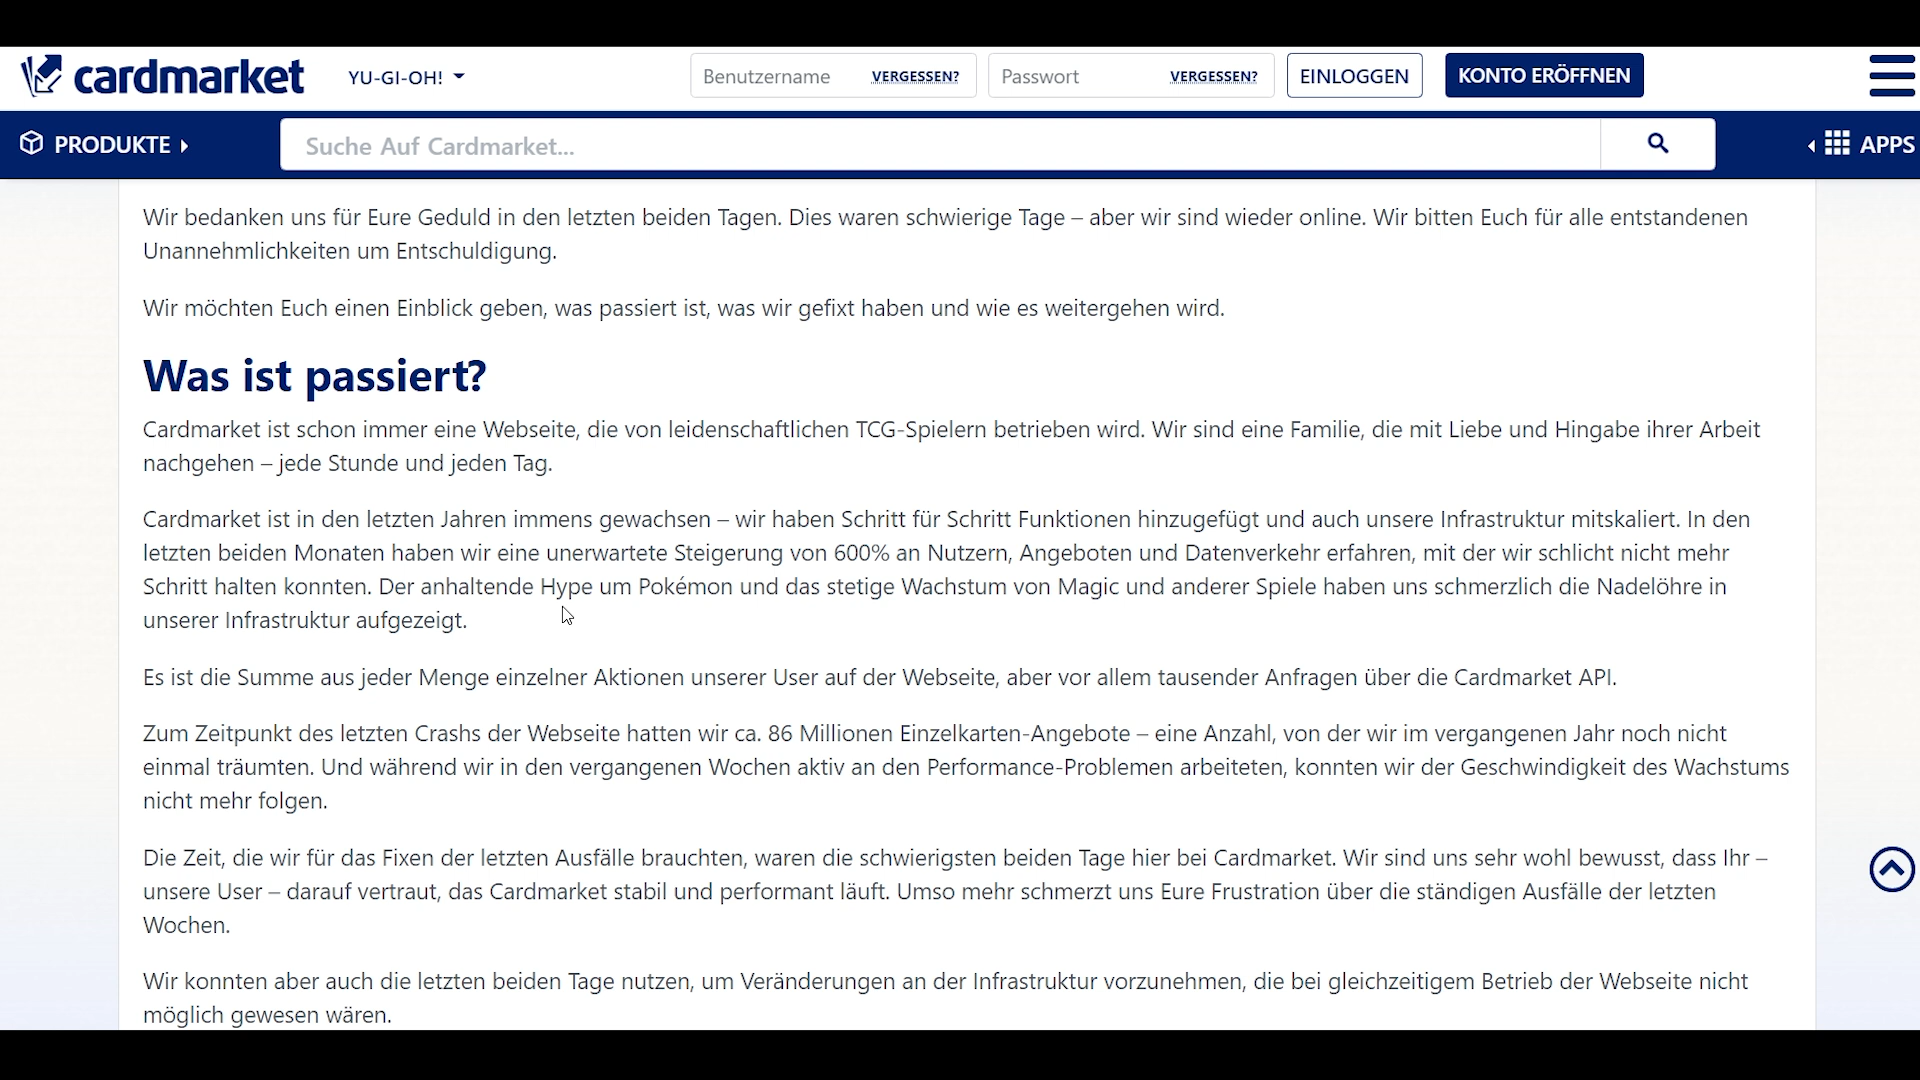 cardmarket YU-GI-OH! Benutzername VERGESSEN? Passwort VERGESSEN? EINLOGGEN KONTO ERÖFFNEN
PRODUKTE Suche Auf Cardmarket... APPS
Wir bedanken uns für Eure Geduld in den letzten beiden Tagen. Dies waren schwierige Tage – aber wir sind wieder online. Wir bitten Euch für alle entstandenen
Unannehmlichkeiten um Entschuldigung.
Wir möchten Euch einen Einblick geben, was passiert ist, was wir gefixt haben und wie es weitergehen wird.
Was ist passiert?
Cardmarket ist schon immer eine Webseite, die von leidenschaftlichen TCG-Spielern betrieben wird. Wir sind eine Familie, die mit Liebe und Hingabe ihrer Arbeit
nachgehen – jede Stunde und jeden Tag.
Cardmarket ist in den letzten Jahren immens gewachsen – wir haben Schritt für Schritt Funktionen hinzugefügt und auch unsere Infrastruktur mitskaliert. In den
letzten beiden Monaten haben wir eine unerwartete Steigerung von 600% an Nutzern, Angeboten und Datenverkehr erfahren, mit der wir schlicht nicht mehr
Schritt halten konnten. Der anhaltende Hype um Pokémon und das stetige Wachstum von Magic und anderer Spiele haben uns schmerzlich die Nadelöhre in
unserer Infrastruktur aufgezeigt.
Es ist die Summe aus jeder Menge einzelner Aktionen unserer User auf der Webseite, aber vor allem tausender Anfragen über die Cardmarket API.
Zum Zeitpunkt des letzten Crashs der Webseite hatten wir ca. 86 Millionen Einzelkarten-Angebote – eine Anzahl, von der wir im vergangenen Jahr noch nicht
einmal träumten. Und während wir in den vergangenen Wochen aktiv an den Performance-Problemen arbeiteten, konnten wir der Geschwindigkeit des Wachstums
nicht mehr folgen.
Die Zeit, die wir für das Fixen der letzten Ausfälle brauchten, waren die schwierigsten beiden Tage hier bei Cardmarket. Wir sind uns sehr wohl bewusst, dass Ihr –
unsere User – darauf vertraut, das Cardmarket stabil und performant läuft. Umso mehr schmerzt uns Eure Frustration über die ständigen Ausfälle der letzten
Wochen.
Wir konnten aber auch die letzten beiden Tage nutzen, um Veränderungen an der Infrastruktur vorzunehmen, die bei gleichzeitigem Betrieb der Webseite nicht
möglich gewesen wären.